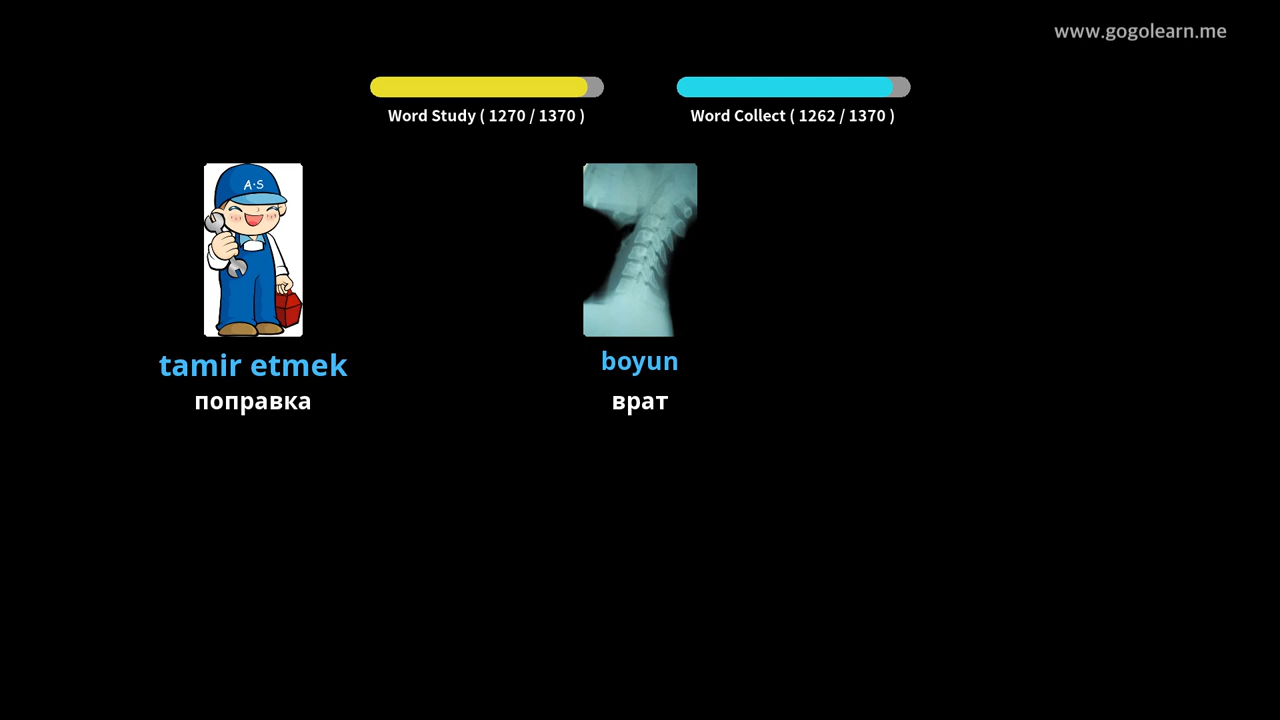 www.gogolearn.me
Word Study ( 1270 / 1370 )
Word Collect ( 1262 / 1370 )
A·S
tamir etmek
boyun
поправка
врат